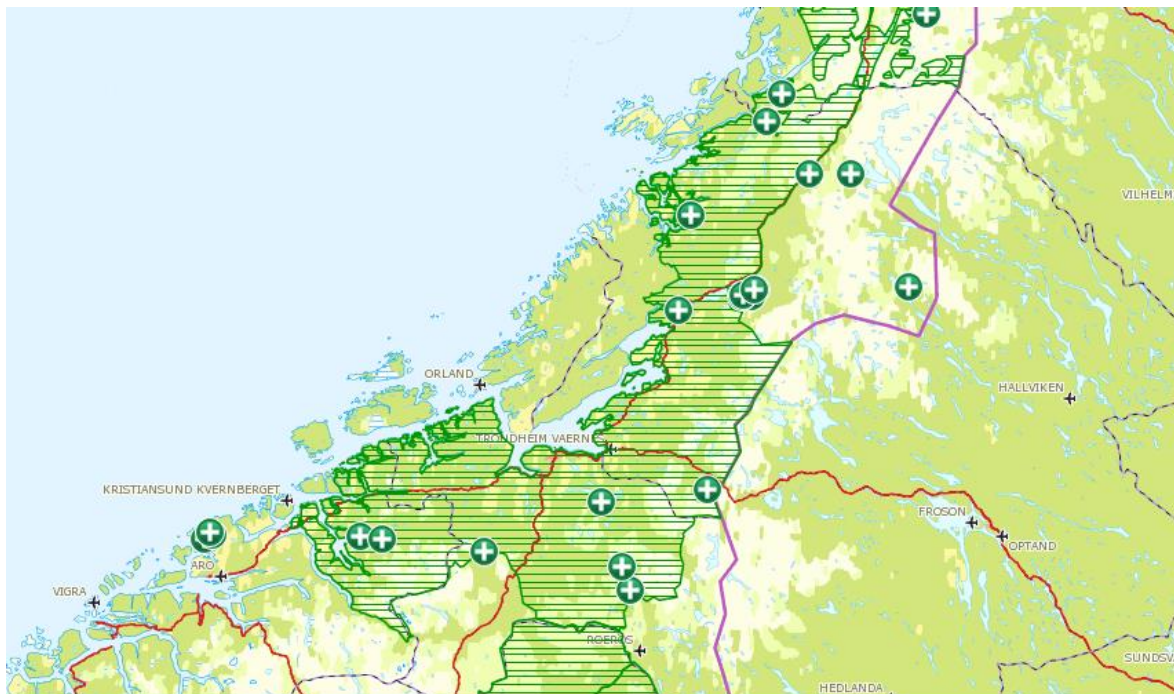 VILHELM
ORLAND
HALLVIKEN
TRONDHEIM VAERNES
KRISTIANSUND KVERNBERGET
FROSON
OPTAND
ARO
VIGRA
ROEROS
SUNDSV
HEDLANDA